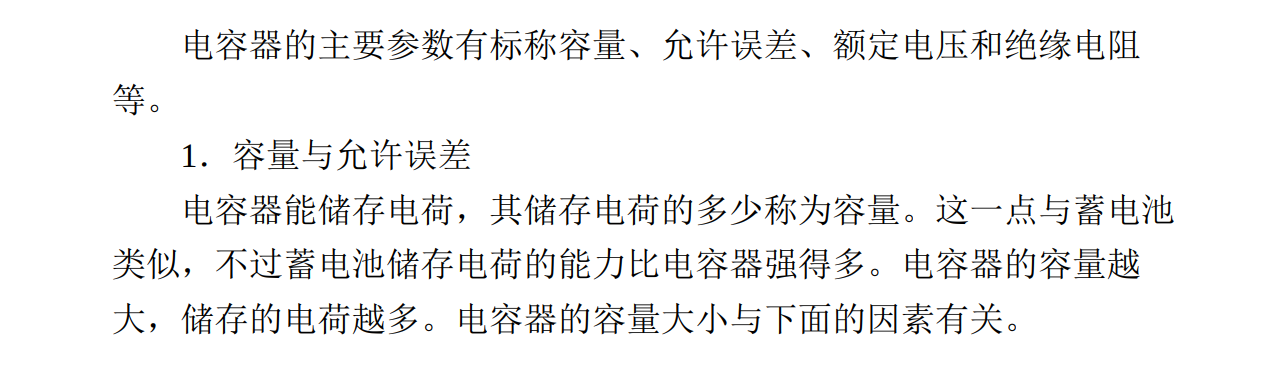 电容器的主要参数有标称容量、允许误差、额定电压和绝缘电阻
等。
1．容量与允许误差
电容器能储存电荷，其储存电荷的多少称为容量。这一点与蓄电池
类似，不过蓄电池储存电荷的能力比电容器强得多。电容器的容量越
大，储存的电荷越多。电容器的容量大小与下面的因素有关。